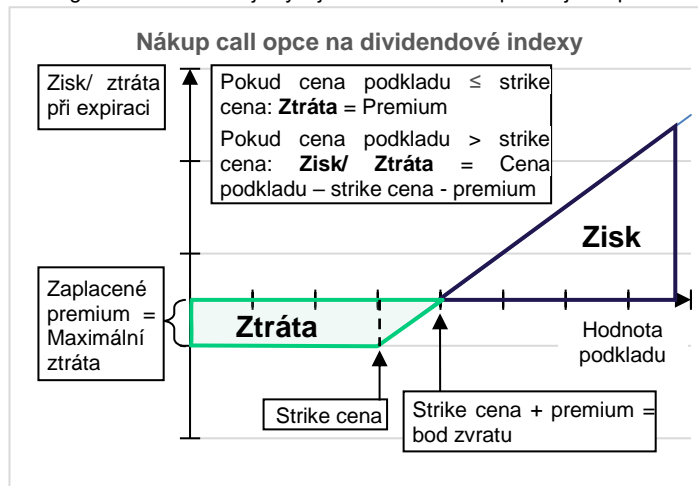 Nákup call opce na dividendové indexy
Zisk/ ztráta
při expiraci
Pokud cena podkladu ≤ strike
cena: Ztráta = Premium
Pokud cena podkladu > strike
cena: Zisk/ Ztráta = Cena
podkladu – strike cena - premium
Zisk
Zaplacené
premium =
Maximální
ztráta
Ztráta
Hodnota
podkladu
Strike cena
Strike cena + premium =
bod zvratu